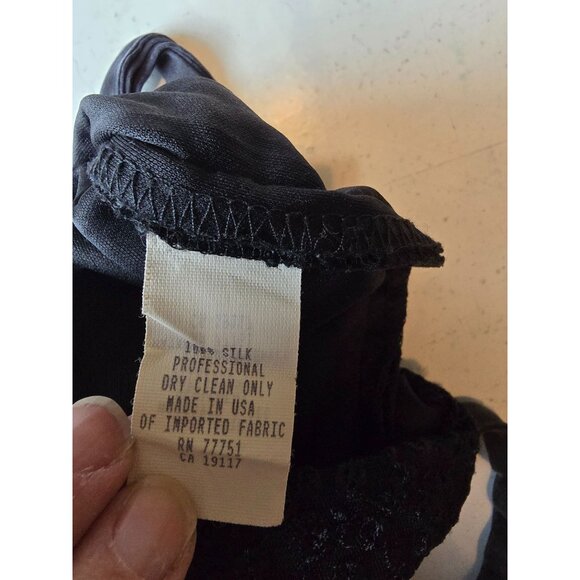 100% SILK
PROFESSIONAL
DRY CLEAN ONLY
MADE IN USA
OF IMPORTED FABRIC
RN 77751
CA 19117